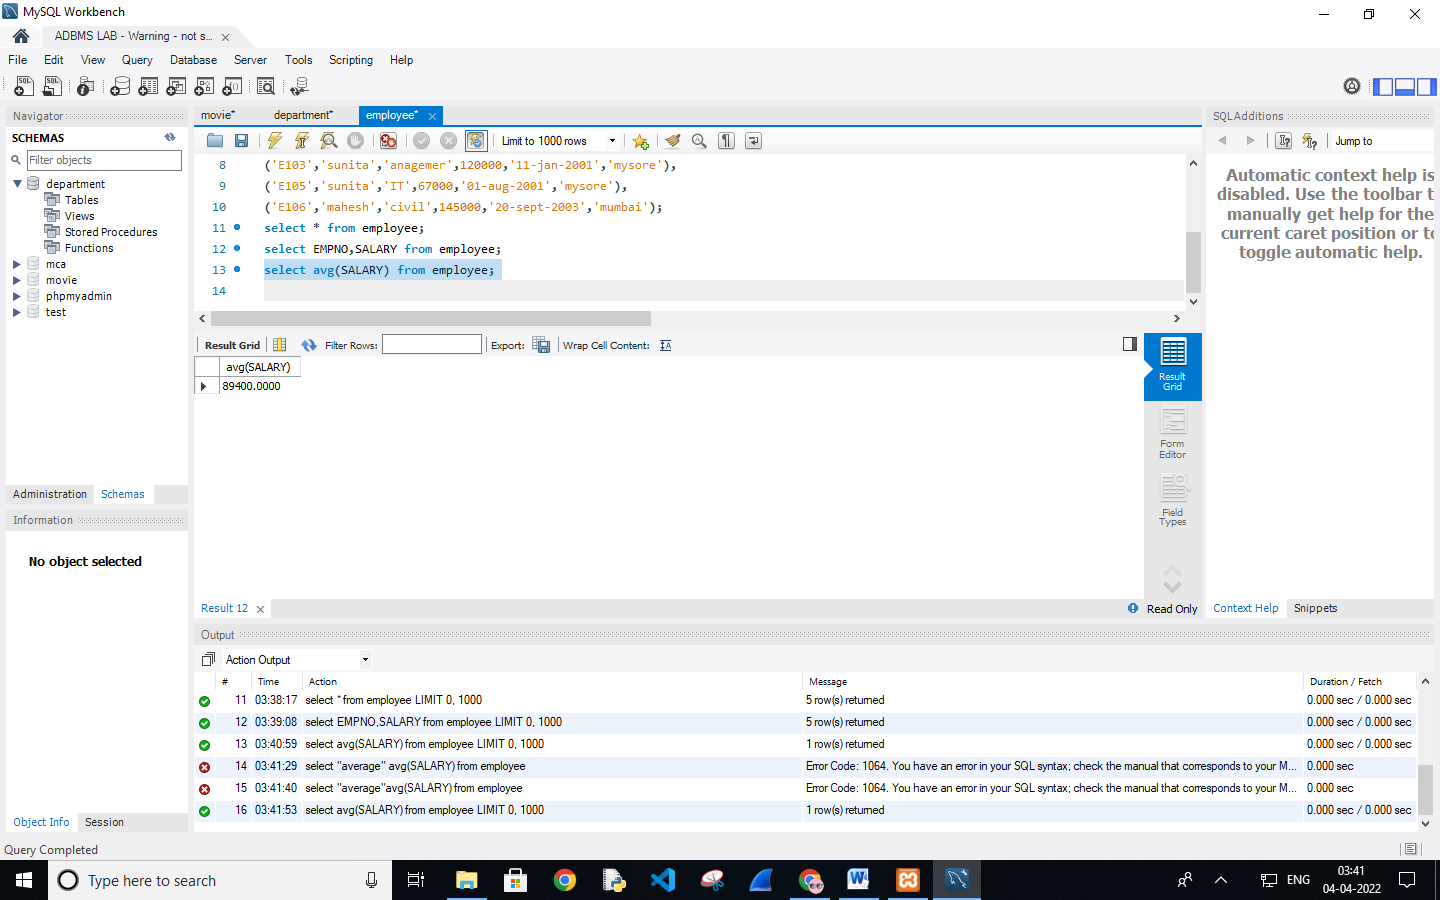 MySQL Workbench
ADBMS LAB - Warning - not s...
File Edit View Query Database Server Tools Scripting Help
Navigator
SCHEMAS
Filter objects
department
Tables
Views
Stored Procedures
Functions
mca
movie
phpmyadmin
test
Administration Schemas
Information
No object selected
Object Info Session
movie* department* employee*
Limit to 1000 rows
8 ('E103','sunita','anagemer',120000,'11-jan-2001','mysore'),
9 ('E105','sunita','IT',67000,'01-aug-2001','mysore'),
10 ('E106','mahesh','civil',145000,'20-sept-2003','mumbai');
11 select * from employee;
12 select EMPNO,SALARY from employee;
13 select avg(SALARY) from employee;
14
Result Grid Filter Rows: Export: Wrap Cell Content:
avg(SALARY)
89400.0000
Result Grid
Form Editor
Field Types
Result 12
Read Only
SQLAdditions
Jump to
Automatic context help is
disabled. Use the toolbar t
manually get help for the
current caret position or to
toggle automatic help.
Context Help Snippets
Output
Action Output
# Time Action Message Duration / Fetch
11 03:38:17 select * from employee LIMIT 0, 1000 5 row(s) returned 0.000 sec / 0.000 sec
12 03:39:08 select EMPNO,SALARY from employee LIMIT 0, 1000 5 row(s) returned 0.000 sec / 0.000 sec
13 03:40:59 select avg(SALARY) from employee LIMIT 0, 1000 1 row(s) returned 0.000 sec / 0.000 sec
14 03:41:29 select "average" avg(SALARY) from employee Error Code: 1064. You have an error in your SQL syntax; check the manual that corresponds to your M... 0.000 sec
15 03:41:40 select "average"avg(SALARY) from employee Error Code: 1064. You have an error in your SQL syntax; check the manual that corresponds to your M... 0.000 sec
16 03:41:53 select avg(SALARY) from employee LIMIT 0, 1000 1 row(s) returned 0.000 sec / 0.000 sec
Query Completed
Type here to search
ENG
03:41
04-04-2022